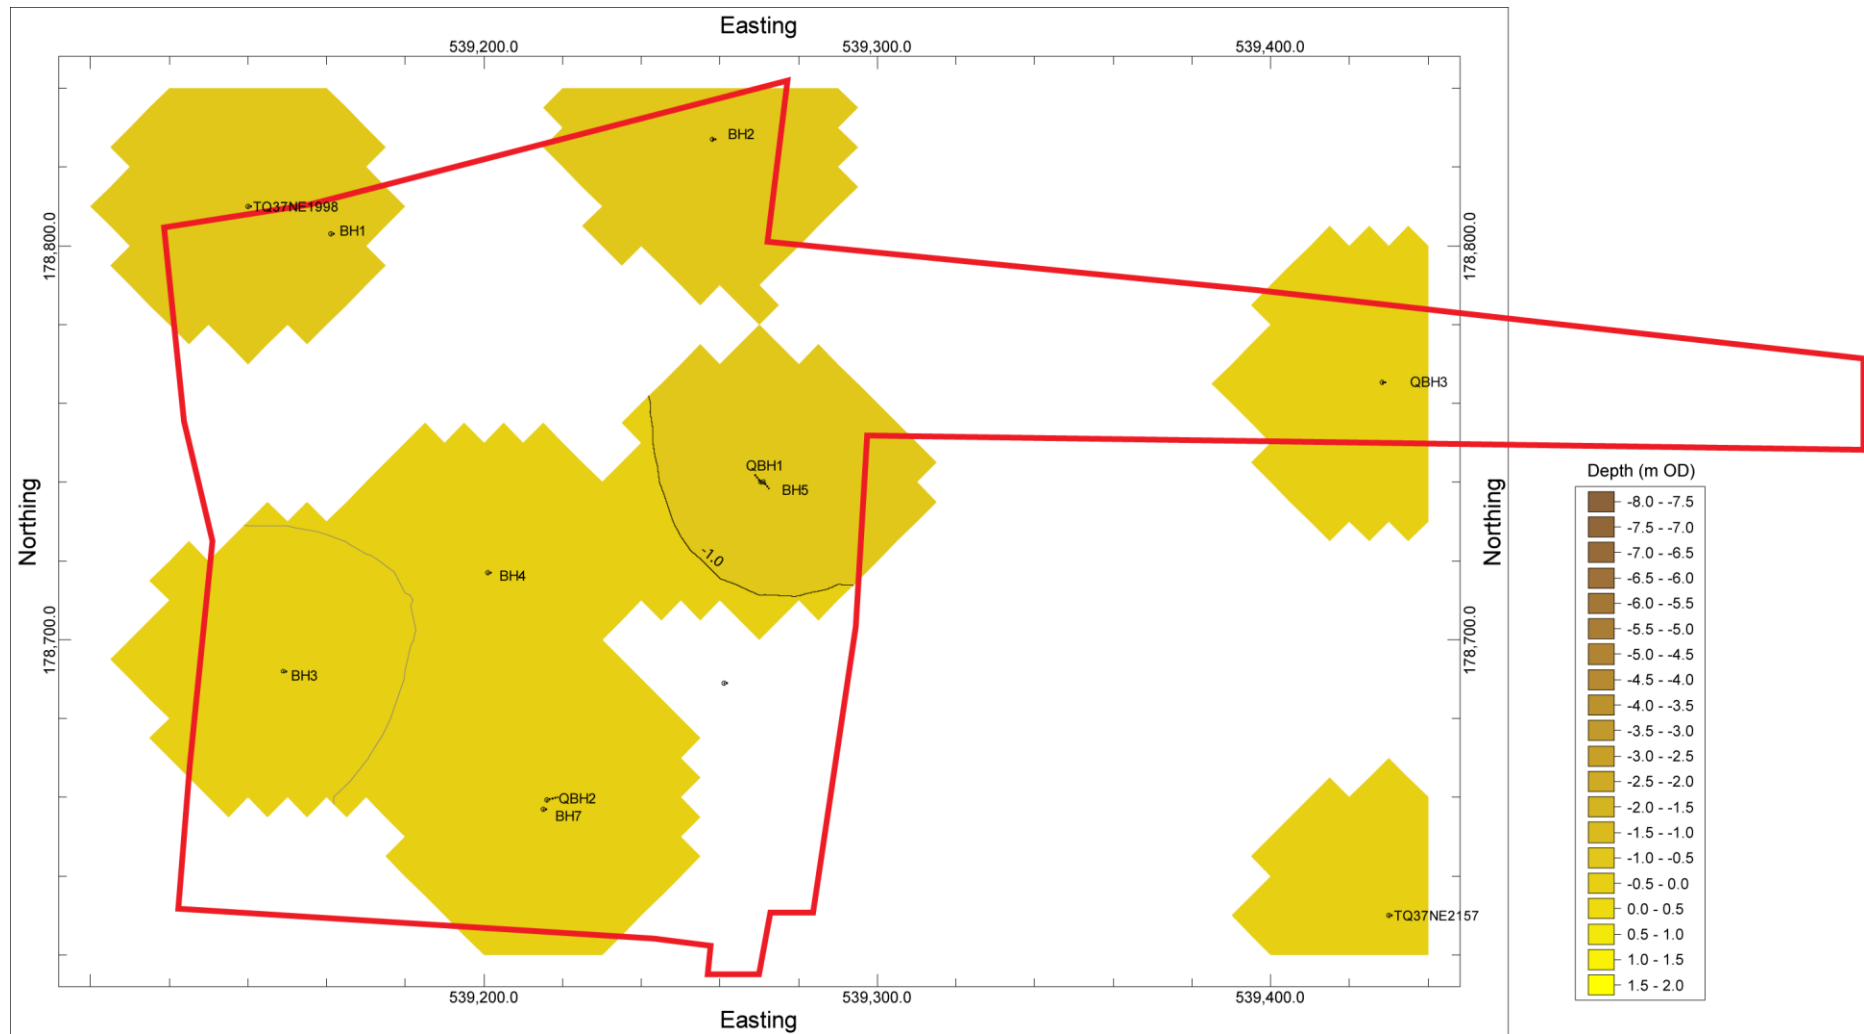 Easting
539,200.0 539,300.0 539,400.0
BH2
TQ37NE1998
BH1
178,800.0 178,800.0
QBH3
QBH1
BH5
Northing Northing
-1.0
BH4
178,700.0 178,700.0
BH3
QBH2
BH7
TQ37NE2157
539,200.0 539,300.0 539,400.0
Easting
Depth (m OD)
-8.0 - -7.5
-7.5 - -7.0
-7.0 - -6.5
-6.5 - -6.0
-6.0 - -5.5
-5.5 - -5.0
-5.0 - -4.5
-4.5 - -4.0
-4.0 - -3.5
-3.5 - -3.0
-3.0 - -2.5
-2.5 - -2.0
-2.0 - -1.5
-1.5 - -1.0
-1.0 - -0.5
-0.5 - 0.0
0.0 - 0.5
0.5 - 1.0
1.0 - 1.5
1.5 - 2.0